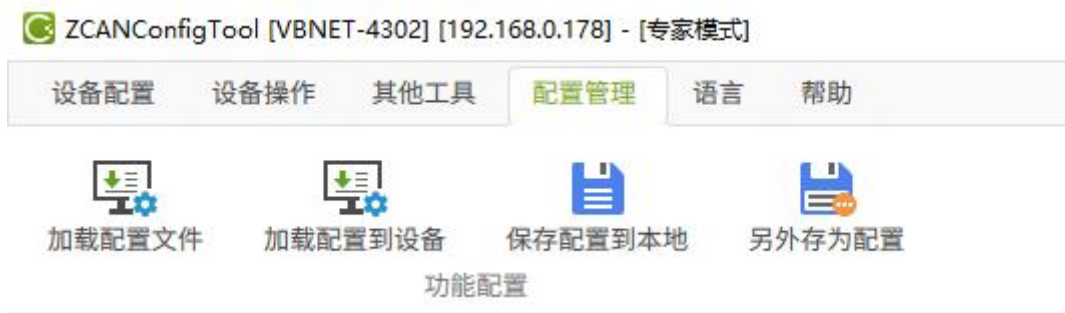 ZCANConfigTool [VBNET-4302] [192.168.0.178] - [专家模式]
设备配置 设备操作 其他工具 配置管理 语言 帮助
加载配置文件 加载配置到设备 保存配置到本地 另外存为配置
功能配置